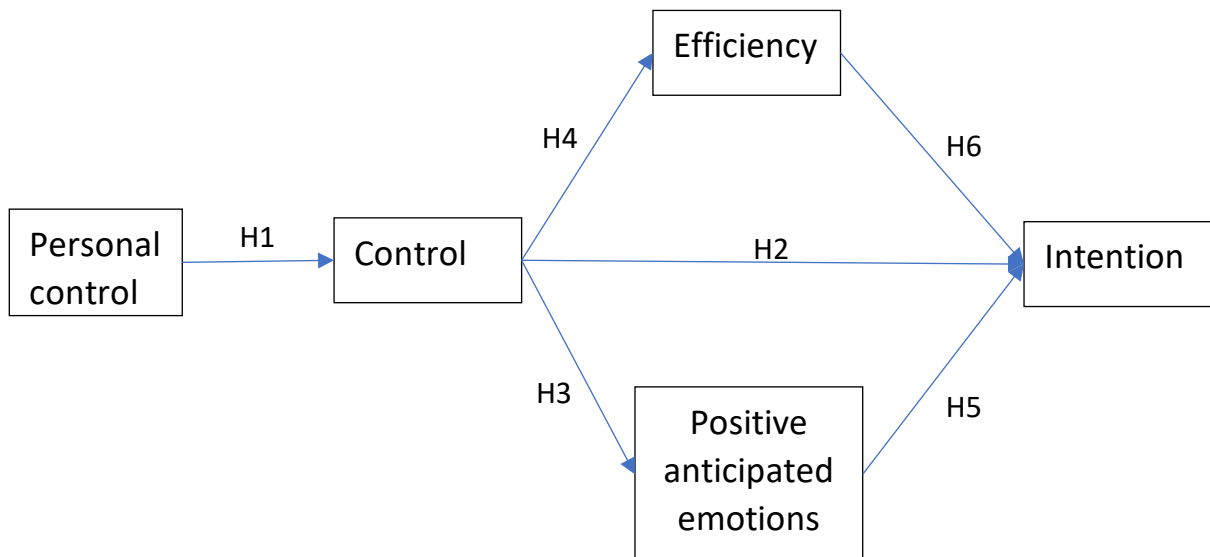 Efficiency
H4
H6
Personal
control
H1
Control
H2
Intention
H3
Positive
anticipated
emotions
H5